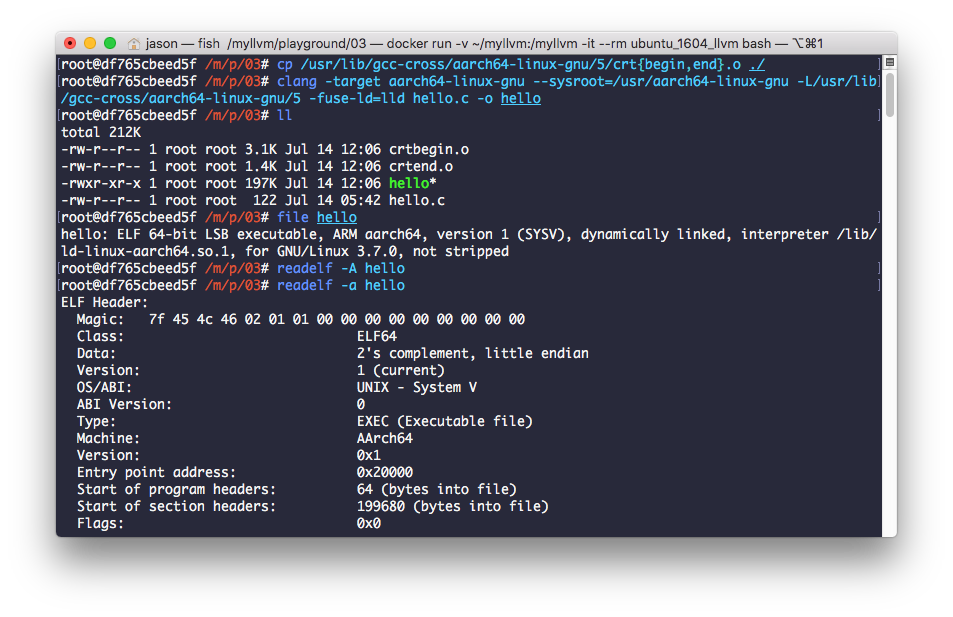 jason — fish /myllvm/playground/03 — docker run -v ~/myllvm:/myllvm -it --rm ubuntu_1604_llvm bash — ⌥⌘1
[root@df765cbeed5f /m/p/03# cp /usr/lib/gcc-cross/aarch64-linux-gnu/5/crt{begin,end}.o ./ ]
[root@df765cbeed5f /m/p/03# clang -target aarch64-linux-gnu --sysroot=/usr/aarch64-linux-gnu -L/usr/lib]
/gcc-cross/aarch64-linux-gnu/5 -fuse-ld=lld hello.c -o hello
[root@df765cbeed5f /m/p/03# ll ]
total 212K
-rw-r--r-- 1 root root 3.1K Jul 14 12:06 crtbegin.o
-rw-r--r-- 1 root root 1.4K Jul 14 12:06 crtend.o
-rwxr-xr-x 1 root root 197K Jul 14 12:06 hello*
-rw-r--r-- 1 root root  122 Jul 14 05:42 hello.c
[root@df765cbeed5f /m/p/03# file hello ]
hello: ELF 64-bit LSB executable, ARM aarch64, version 1 (SYSV), dynamically linked, interpreter /lib/
ld-linux-aarch64.so.1, for GNU/Linux 3.7.0, not stripped
[root@df765cbeed5f /m/p/03# readelf -A hello ]
[root@df765cbeed5f /m/p/03# readelf -a hello ]
ELF Header:
  Magic:   7f 45 4c 46 02 01 01 00 00 00 00 00 00 00 00 00
  Class:                             ELF64
  Data:                              2's complement, little endian
  Version:                           1 (current)
  OS/ABI:                            UNIX - System V
  ABI Version:                       0
  Type:                              EXEC (Executable file)
  Machine:                           AArch64
  Version:                           0x1
  Entry point address:               0x20000
  Start of program headers:          64 (bytes into file)
  Start of section headers:          199680 (bytes into file)
  Flags:                             0x0